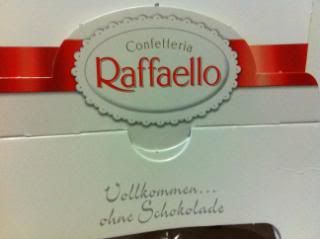 Confetteria
Raffaello
Vollkommen...
ohne Schokolade